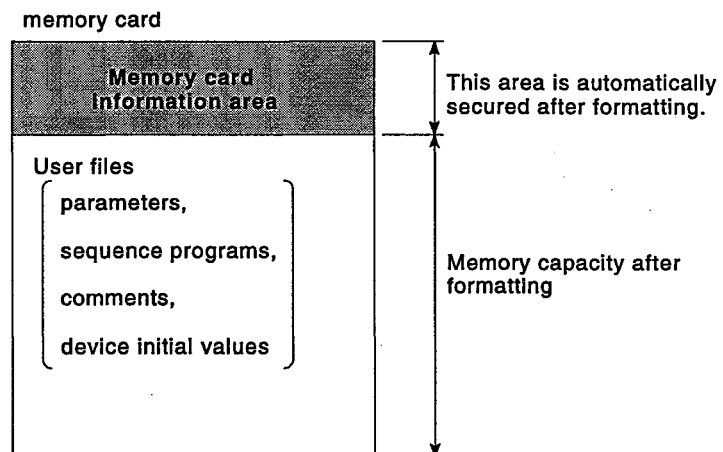 memory card
Memory card
information area
This area is automatically
secured after formatting.
User files
parameters,
sequence programs,
comments,
device initial values
Memory capacity after
formatting